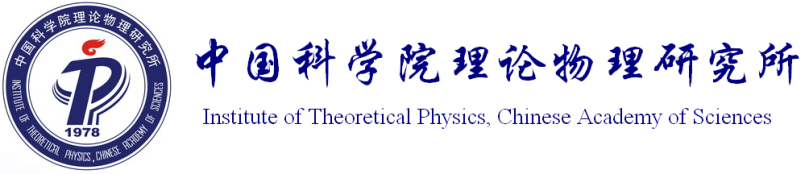 中国科学院理论物理研究所
1978
INSTITUTE OF THEORETICAL PHYSICS, CHINESE ACADEMY OF SCIENCES
中国科学院理论物理研究所
Institute of Theoretical Physics, Chinese Academy of Sciences